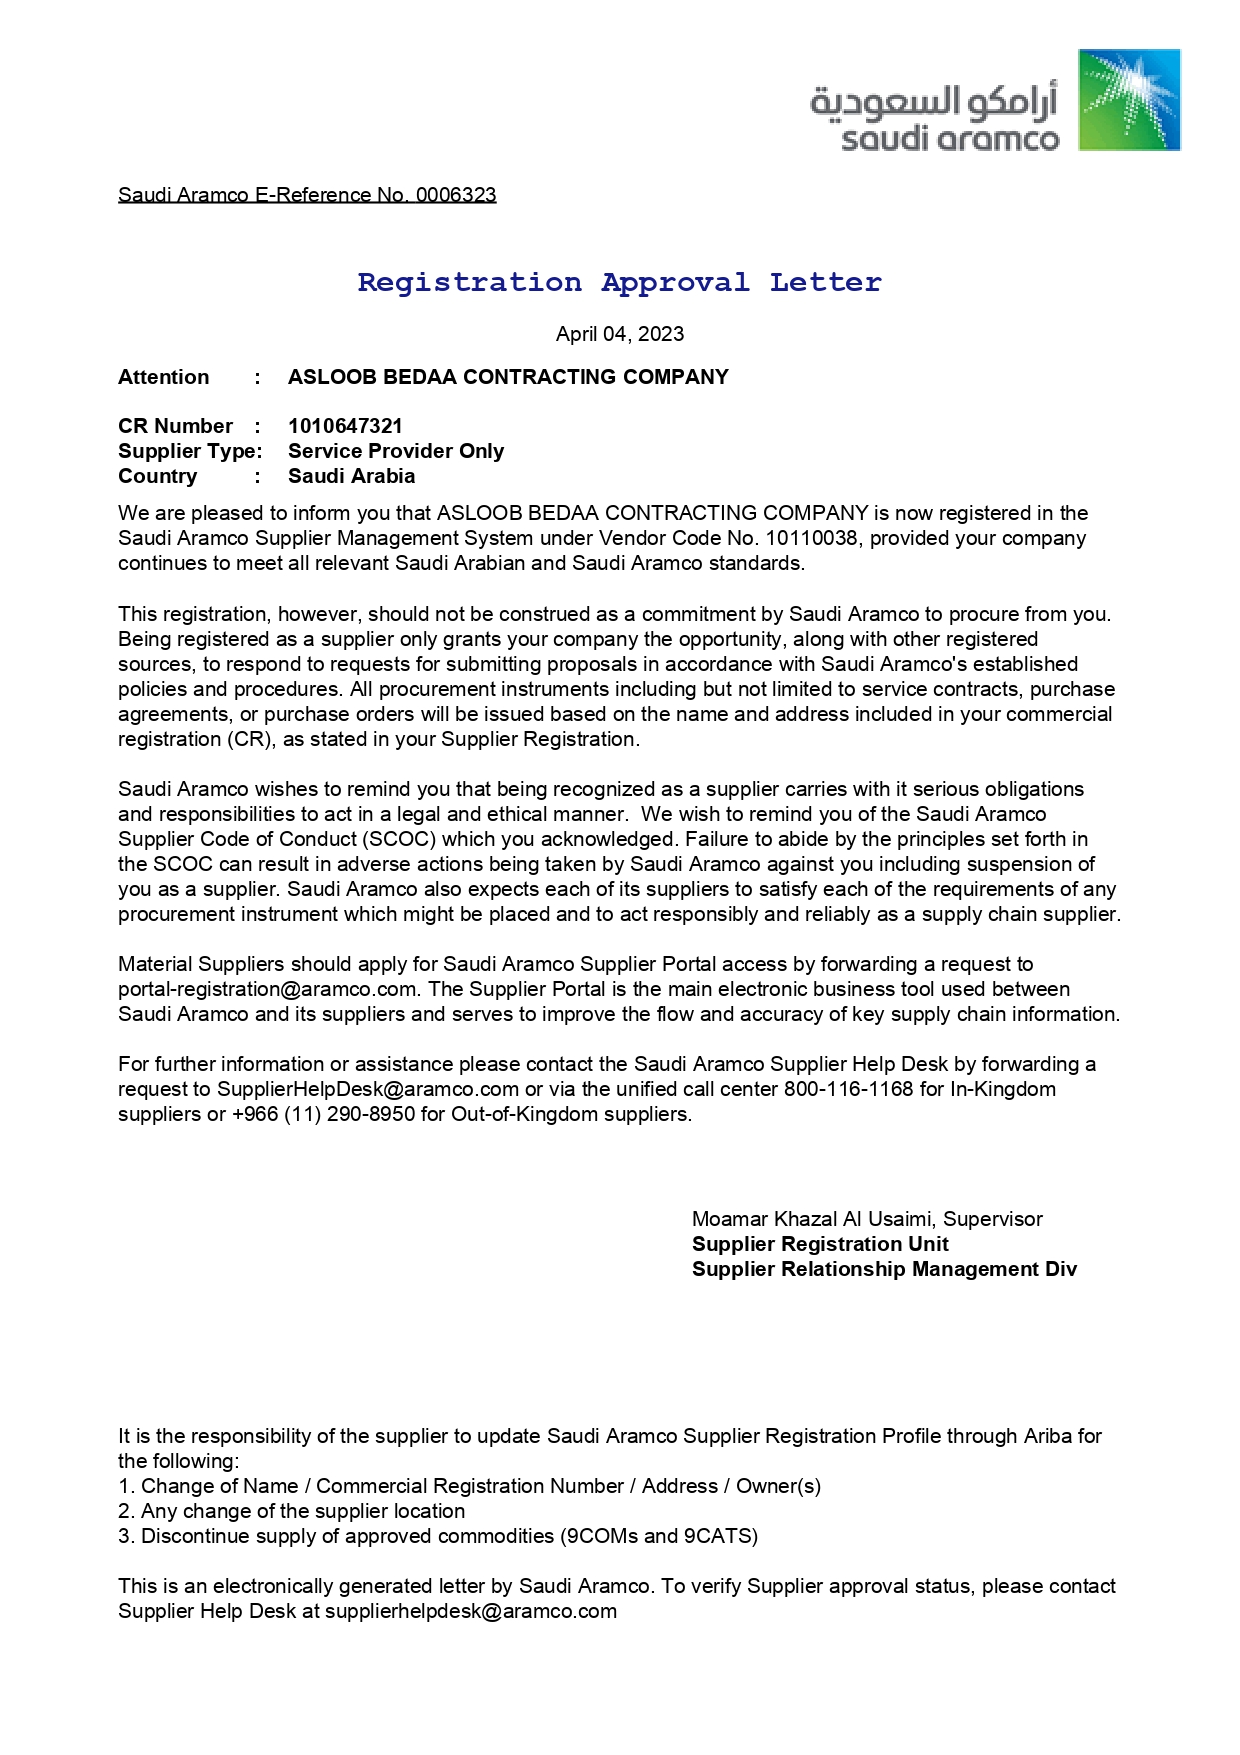 أرامكو السعودية
saudi aramco
Saudi Aramco E-Reference No. 0006323
Registration Approval Letter
April 04, 2023
Attention : ASLOOB BEDAA CONTRACTING COMPANY
CR Number : 1010647321
Supplier Type: Service Provider Only
Country : Saudi Arabia
We are pleased to inform you that ASLOOB BEDAA CONTRACTING COMPANY is now registered in the
Saudi Aramco Supplier Management System under Vendor Code No. 10110038, provided your company
continues to meet all relevant Saudi Arabian and Saudi Aramco standards.
This registration, however, should not be construed as a commitment by Saudi Aramco to procure from you.
Being registered as a supplier only grants your company the opportunity, along with other registered
sources, to respond to requests for submitting proposals in accordance with Saudi Aramco's established
policies and procedures. All procurement instruments including but not limited to service contracts, purchase
agreements, or purchase orders will be issued based on the name and address included in your commercial
registration (CR), as stated in your Supplier Registration.
Saudi Aramco wishes to remind you that being recognized as a supplier carries with it serious obligations
and responsibilities to act in a legal and ethical manner.  We wish to remind you of the Saudi Aramco
Supplier Code of Conduct (SCOC) which you acknowledged. Failure to abide by the principles set forth in
the SCOC can result in adverse actions being taken by Saudi Aramco against you including suspension of
you as a supplier. Saudi Aramco also expects each of its suppliers to satisfy each of the requirements of any
procurement instrument which might be placed and to act responsibly and reliably as a supply chain supplier.
Material Suppliers should apply for Saudi Aramco Supplier Portal access by forwarding a request to
portal-registration@aramco.com. The Supplier Portal is the main electronic business tool used between
Saudi Aramco and its suppliers and serves to improve the flow and accuracy of key supply chain information.
For further information or assistance please contact the Saudi Aramco Supplier Help Desk by forwarding a
request to SupplierHelpDesk@aramco.com or via the unified call center 800-116-1168 for In-Kingdom
suppliers or +966 (11) 290-8950 for Out-of-Kingdom suppliers.
Moamar Khazal Al Usaimi, Supervisor
Supplier Registration Unit
Supplier Relationship Management Div
It is the responsibility of the supplier to update Saudi Aramco Supplier Registration Profile through Ariba for
the following:
1. Change of Name / Commercial Registration Number / Address / Owner(s)
2. Any change of the supplier location
3. Discontinue supply of approved commodities (9COMs and 9CATS)
This is an electronically generated letter by Saudi Aramco. To verify Supplier approval status, please contact
Supplier Help Desk at supplierhelpdesk@aramco.com